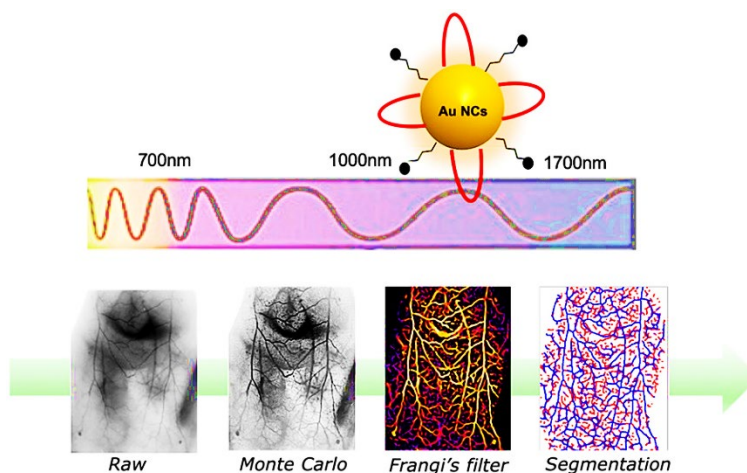 Au NCs
700nm
1000nm
1700nm
Raw
Monte Carlo
Frangi's filter
Segmentation